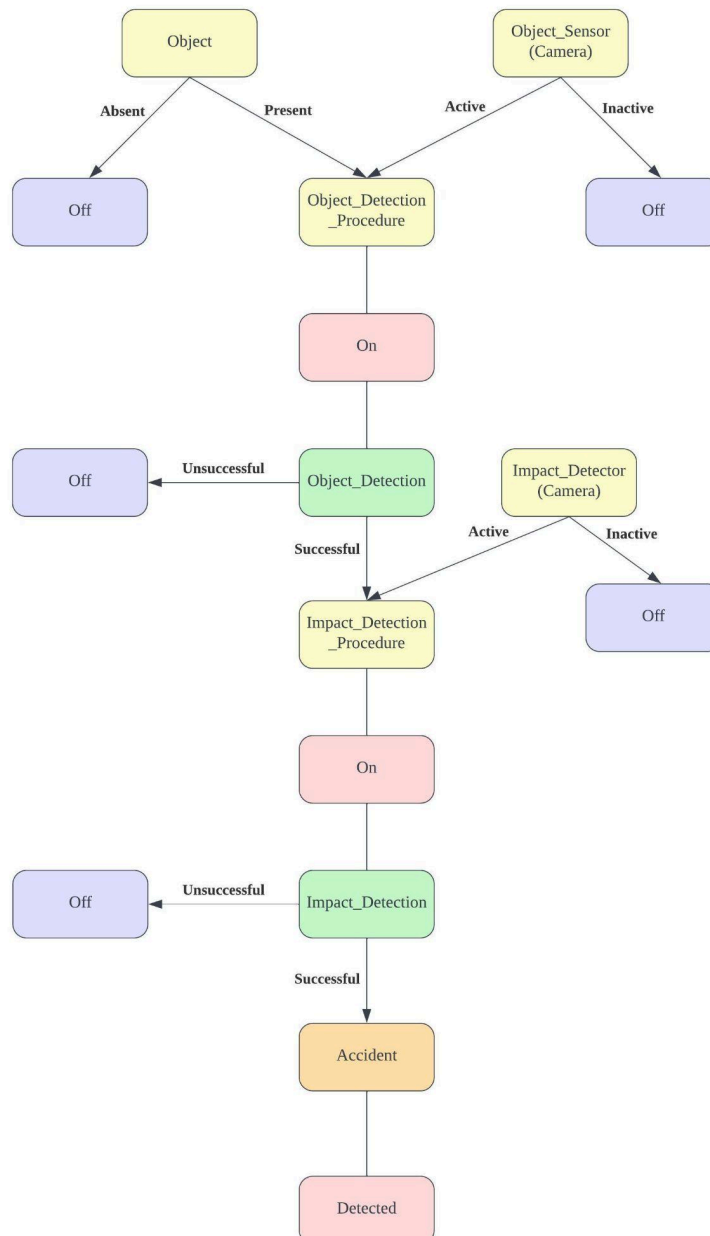 Object
Object_Sensor
(Camera)
Absent
Present
Active
Inactive
Off
Object_Detection
_Procedure
Off
On
Off
Unsuccessful
Object_Detection
Impact_Detector
(Camera)
Successful
Active
Inactive
Impact_Detection
_Procedure
Off
On
Off
Unsuccessful
Impact_Detection
Successful
Accident
Detected